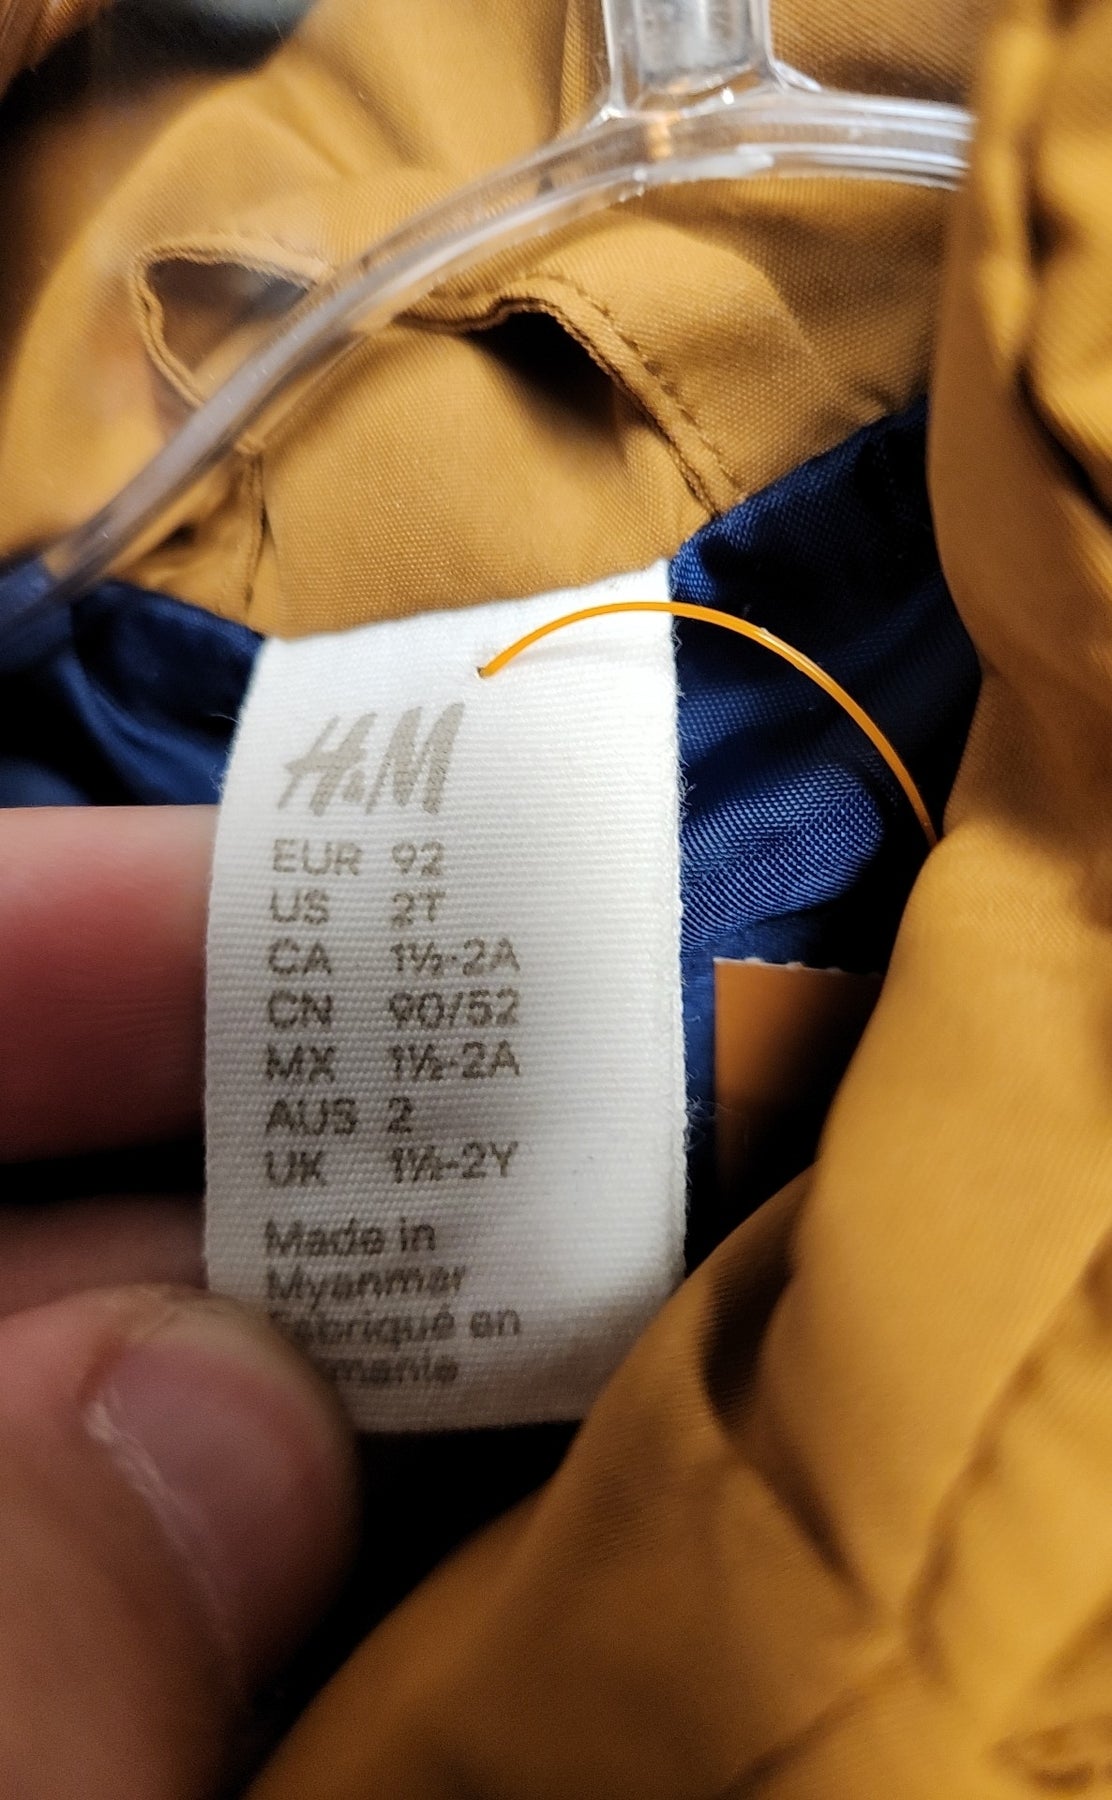 H&M
EUR 92
US 2T
CA 1½-2A
CN 90/52
MX 1½-2A
AUS 2
UK 1½-2Y
Made in
Myanmar
Fabriqué en